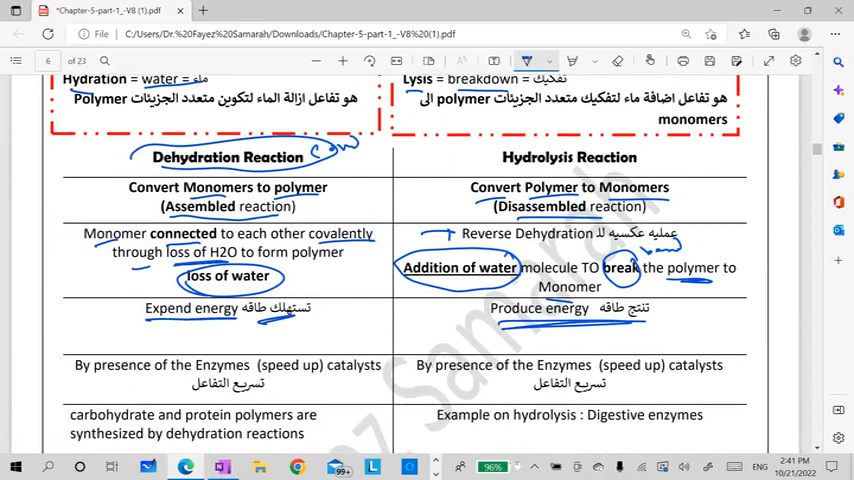 *Chapter-5-part-1_-V8 (1).pdf
File C:/Users/Dr.%20Fayez%20Samarah/Downloads/Chapter-5-part-1_-V8%20(1).pdf
6 of 23
Hydration = water = ماء
هو تفاعل ازالة الماء لتكوين متعدد الجزيئات Polymer
Lysis = breakdown = تفكيك
هو تفاعل اضافة ماء لتفكيك متعدد الجزيئات polymer الى
monomers
Dehydration Reaction
Hydrolysis Reaction
Convert Monomers to polymer
(Assembled reaction)
Convert Polymer to Monomers
(Disassembled reaction)
Monomer connected to each other covalently
through loss of H2O to form polymer
loss of water
Reverse Dehydration عمليه عكسيه لل
Addition of water molecule TO break the polymer to
Monomer
Expend energy تستهلك طاقه
Produce energy تنتج طاقه
By presence of the Enzymes (speed up) catalysts
تسريع التفاعل
By presence of the Enzymes (speed up) catalysts
تسريع التفاعل
carbohydrate and protein polymers are
synthesized by dehydration reactions
Example on hydrolysis : Digestive enzymes
99+
96%
ENG
2:41 PM
10/21/2022